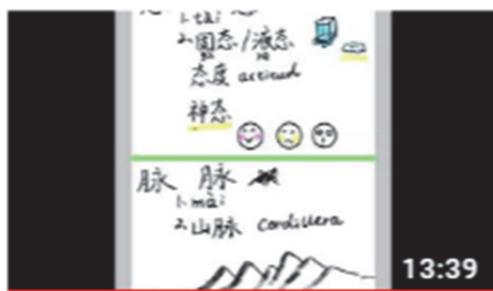 1. tài
2. 固态/液态
态度 actitud
神态
脉 脉
1. mài
2. 山脉 cordillera
13:39